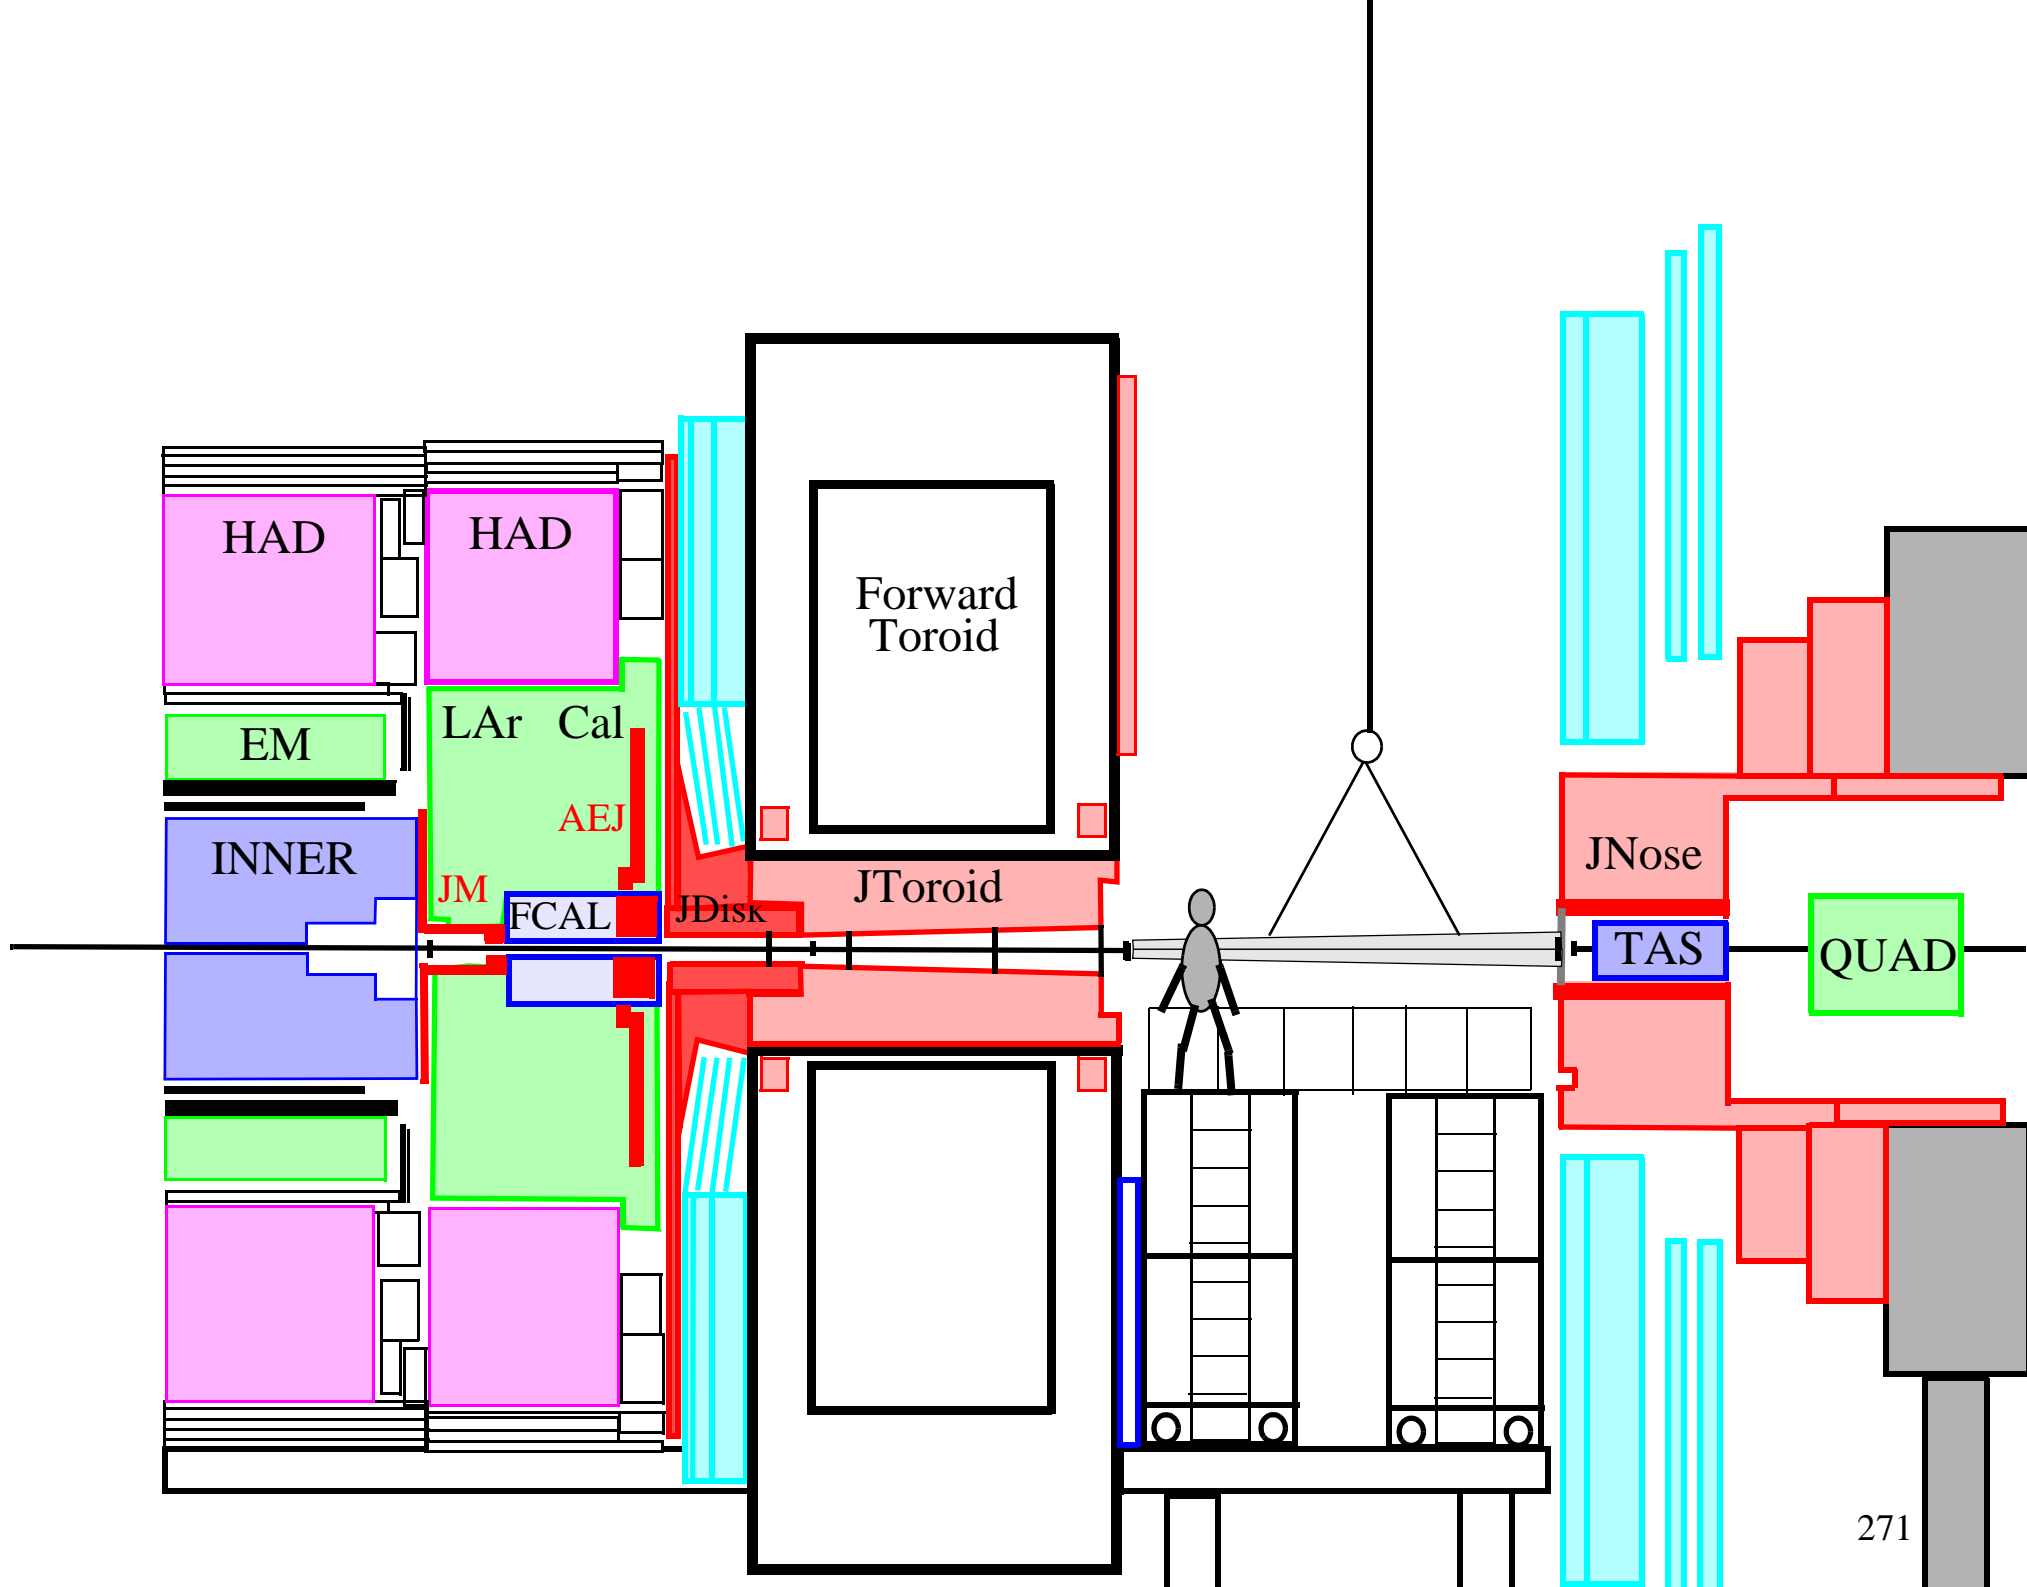 HAD
HAD
Forward
Toroid
LAr Cal
EM
AEJ
INNER
JM
FCAL
JDisk
JToroid
JNose
TAS
QUAD
271